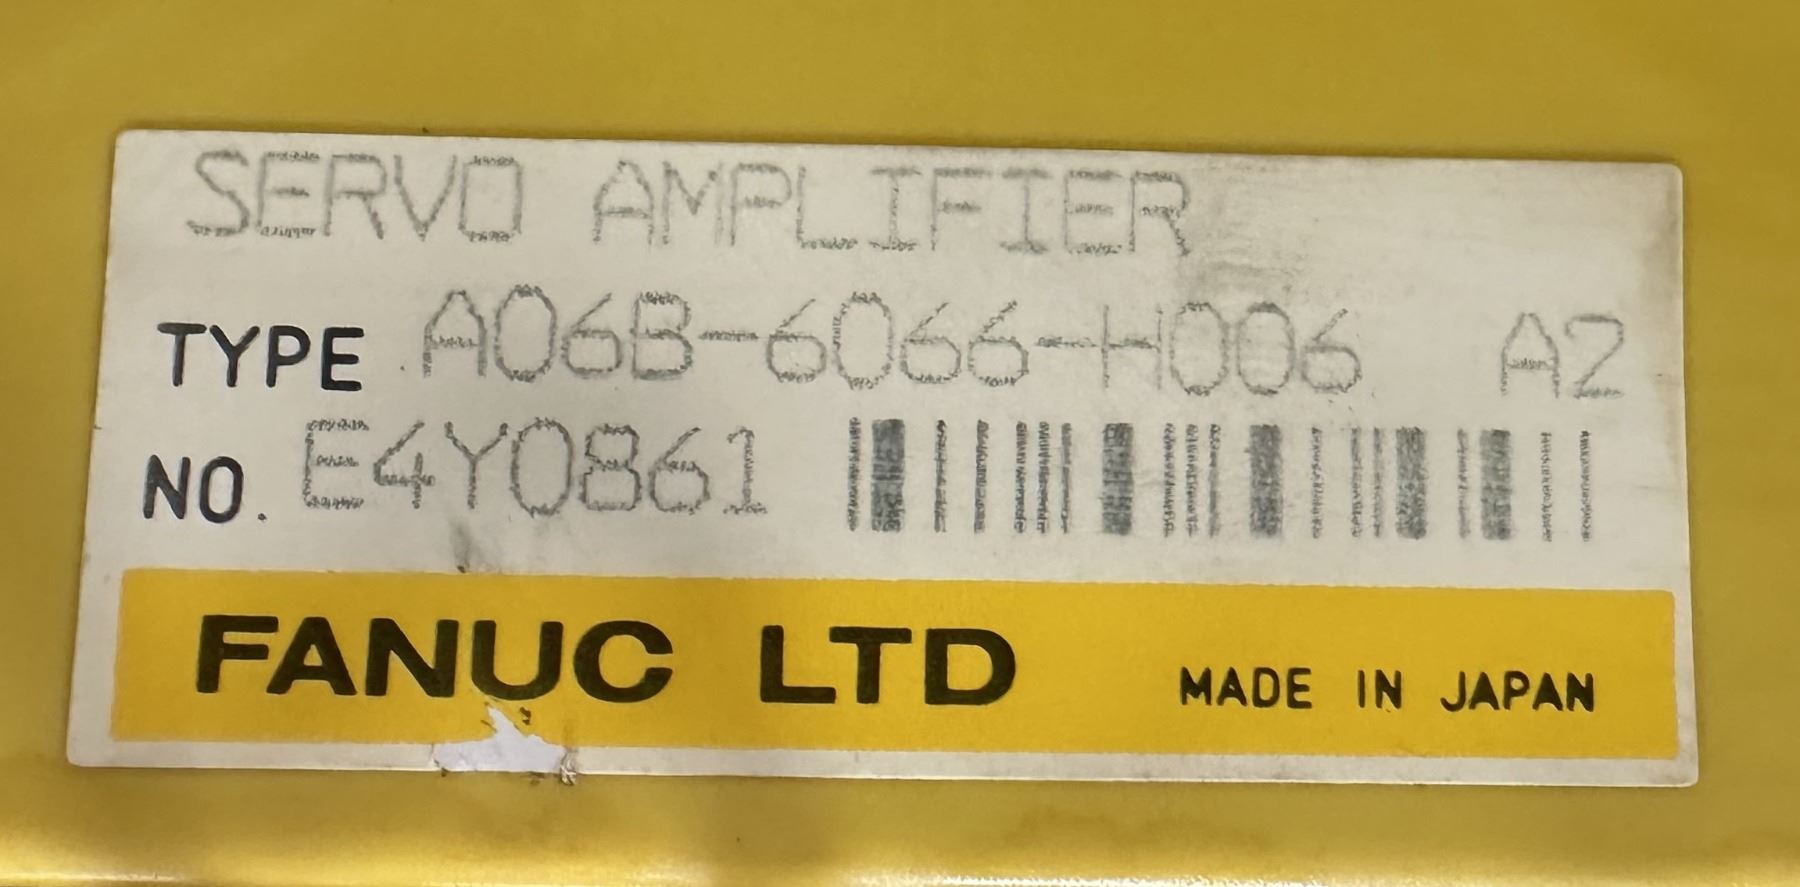 SERVO AMPLIFIER
TYPE A06B-6066-H006 A2
NO. E4Y0861
FANUC LTD MADE IN JAPAN